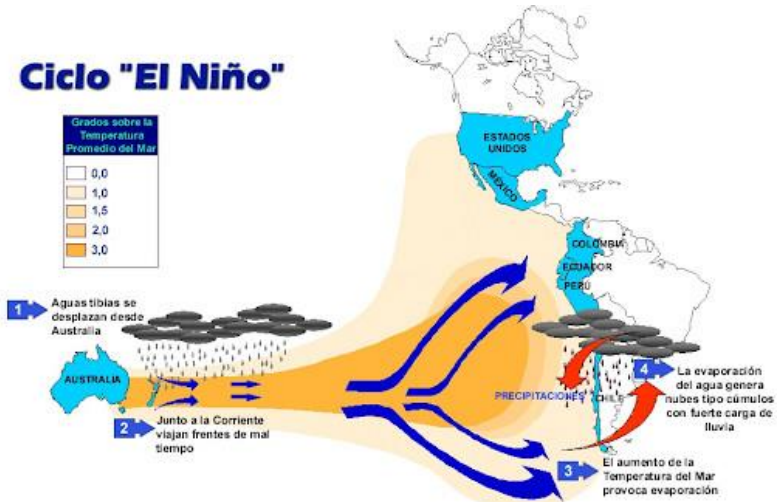 Ciclo "El Niño"
Grados sobre la
Temperatura
Promedio del Mar
0,0
1,0
1,5
2,0
3,0
ESTADOS
UNIDOS
MÉXICO
COLOMBIA
ECUADOR
PERÚ
1
Aguas tibias se
desplazan desde
Australia
AUSTRALIA
2
Junto a la Corriente
viajan frentes de mal
tiempo
PRECIPITACIONES
CHILE
4
La evaporación
del agua genera
nubes tipo cúmulos
con fuerte carga de
lluvia
3
El aumento de la
Temperatura del Mar
provoca evaporación